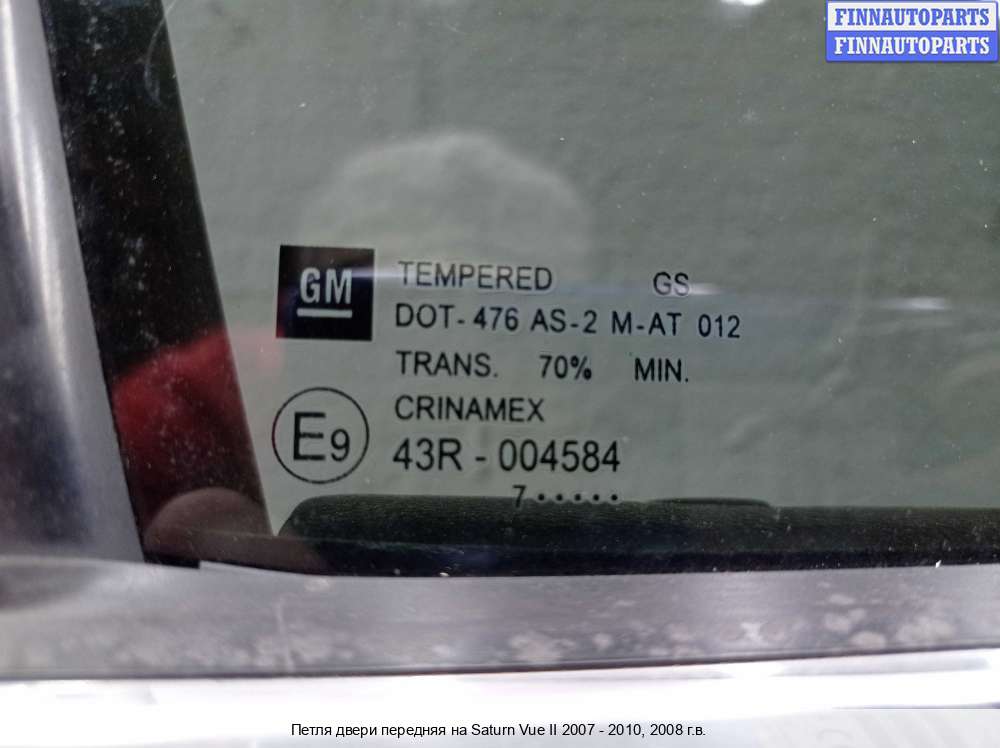 FINNAUTOPARTS
FINNAUTOPARTS
GM
TEMPERED GS
DOT-476 AS-2 M-AT 012
TRANS. 70% MIN.
CRINAMEX
E9
43R - 004584
7 • • • • •
Петля двери передняя на Saturn Vue II 2007 - 2010, 2008 г.в.